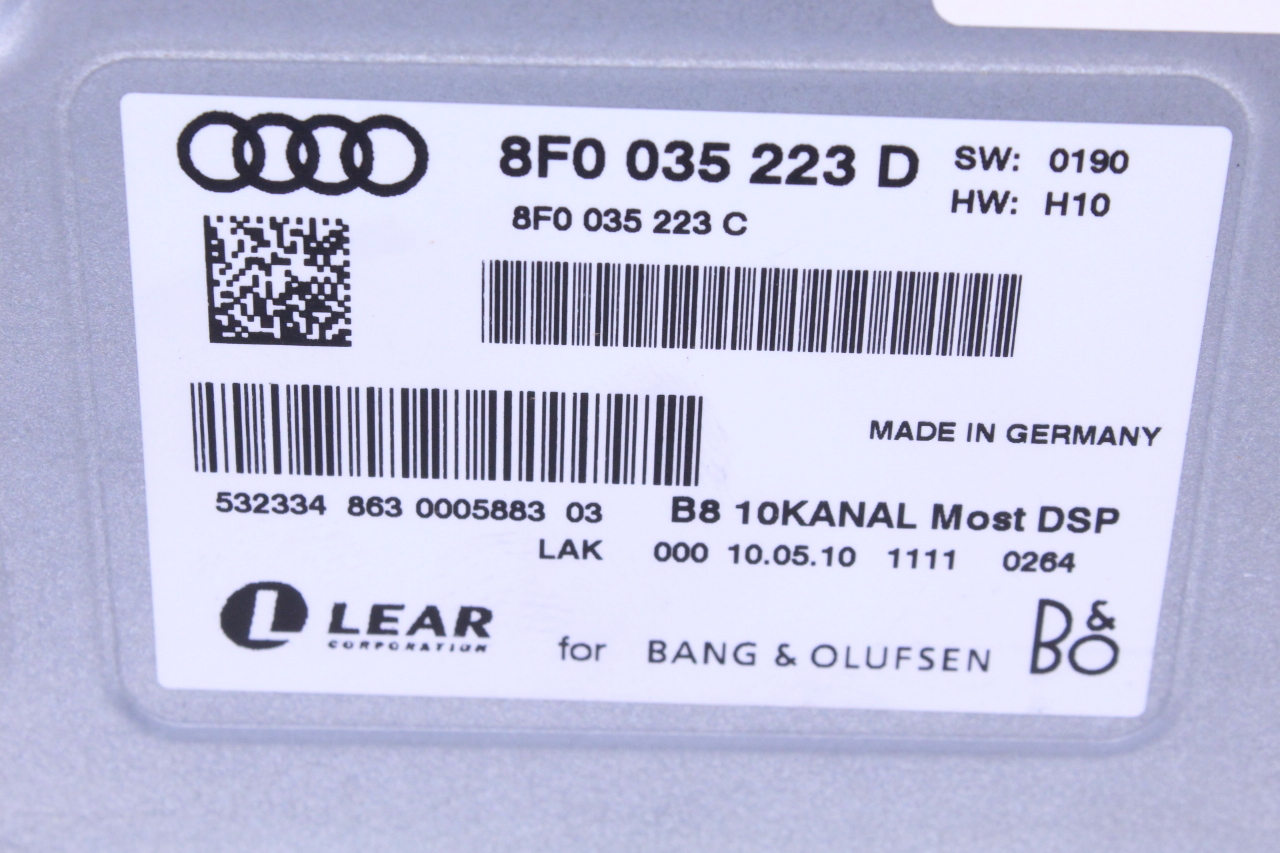 8F0 035 223 D SW: 0190
8F0 035 223 C HW: H10
MADE IN GERMANY
532334 863 0005883 03 B8 10KANAL Most DSP
LAK 000 10.05.10 1111 0264
L LEAR
CORPORATION
for BANG & OLUFSEN B&O